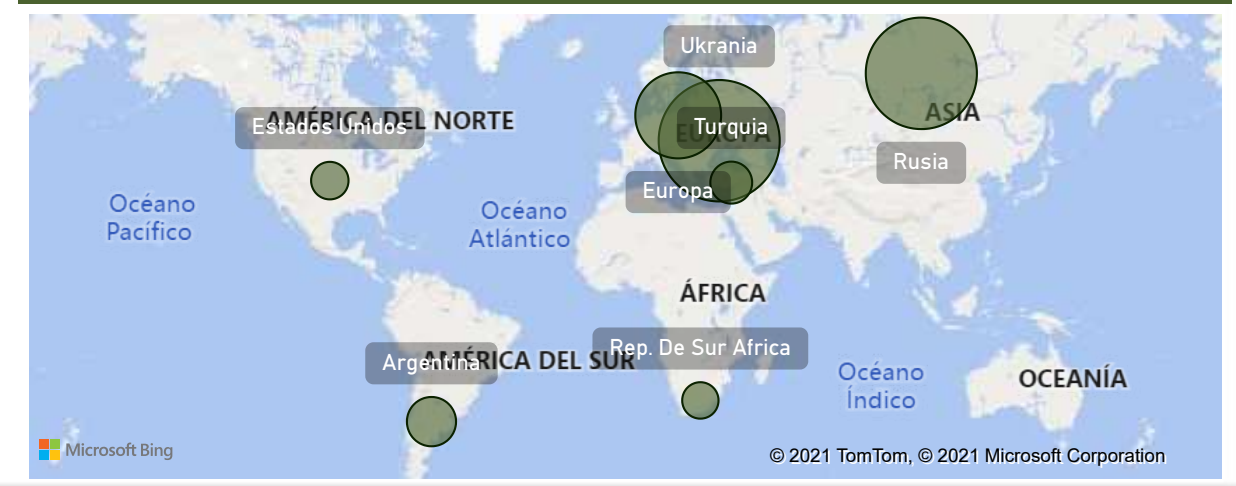 Ukrania
AMÉRICA DEL NORTE
Estados Unidos
EUROPA
Turquia
ASIA
Rusia
Europa
Océano
Pacífico
Océano
Atlántico
ÁFRICA
Rep. De Sur Africa
Argentina
AMÉRICA DEL SUR
Océano
Índico
OCEANÍA
Microsoft Bing
© 2021 TomTom, © 2021 Microsoft Corporation